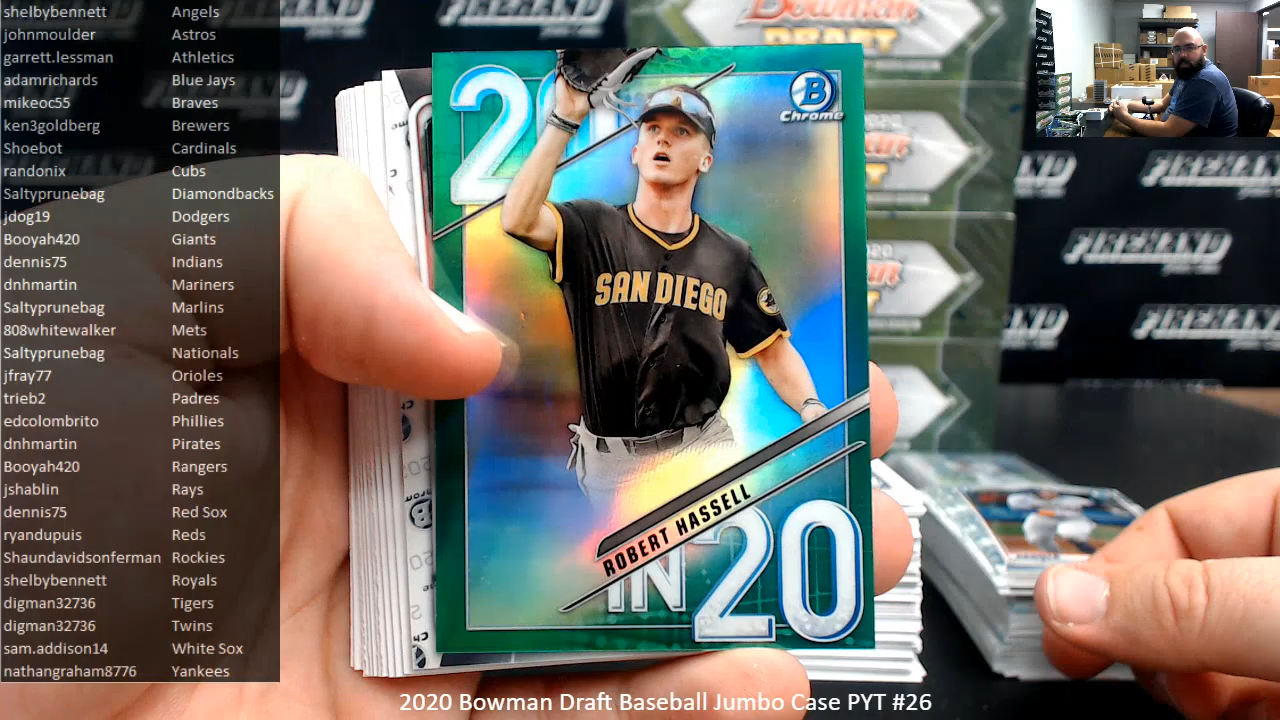 shelbybennett Angels
johnmoulder Astros
garrett.lessman Athletics
adamrichards Blue Jays
mikeoc55 Braves
ken3goldberg Brewers
Shoebot Cardinals
randonix Cubs
Saltyprunebag Diamondbacks
jdog19 Dodgers
Booyah420 Giants
dennis75 Indians
dnhmartin Mariners
Saltyprunebag Marlins
808whitewalker Mets
Saltyprunebag Nationals
jfray77 Orioles
trieb2 Padres
edcolombrito Phillies
dnhmartin Pirates
Booyah420 Rangers
jshablin Rays
dennis75 Red Sox
ryandupuis Reds
Shaundavidsonferman Rockies
shelbybennett Royals
digman32736 Tigers
digman32736 Twins
sam.addison14 White Sox
nathangraham8776 Yankees
Bowman
DRAFT
FIREHAND
FIREHAND
FIREHAND
20
B
Chrome
SAN DIEGO
ROBERT HASSELL
IN 20
2020 Bowman Draft Baseball Jumbo Case PYT #26